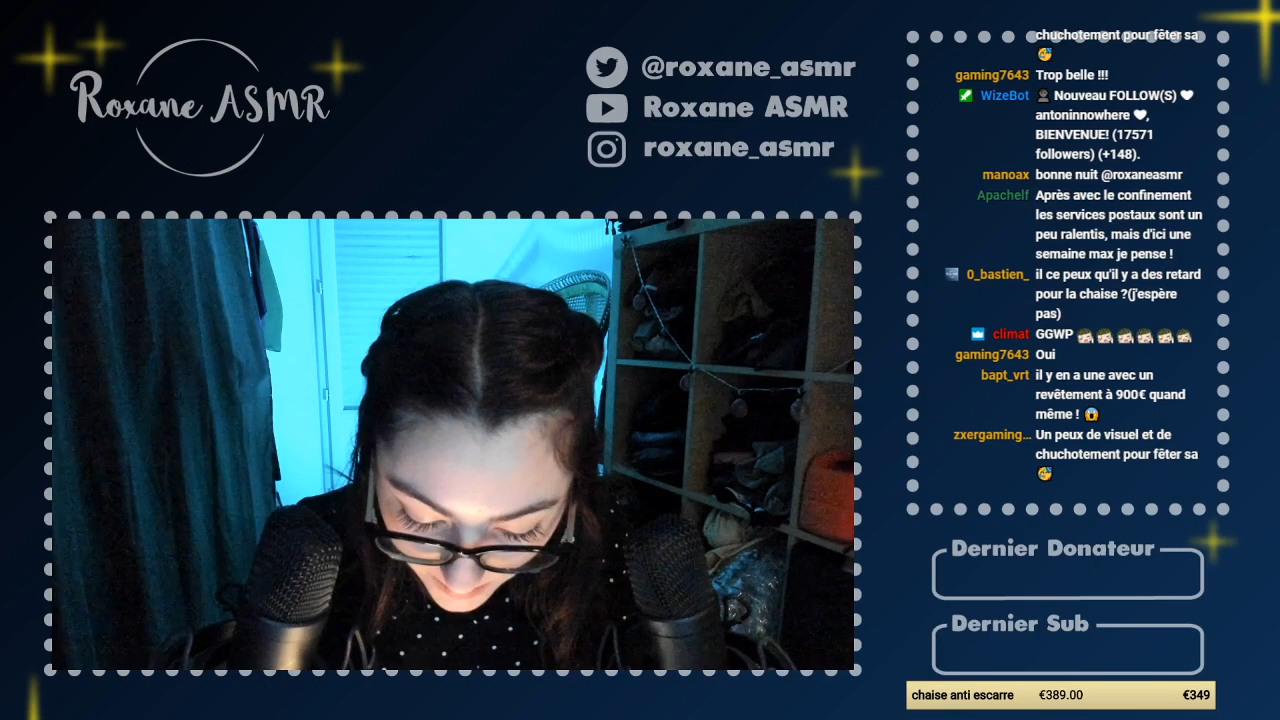 Roxane ASMR
@roxane_asmr
Roxane ASMR
roxane_asmr
chuchotement pour fêter sa
🥳
gaming7643 Trop belle !!!
WizeBot Nouveau FOLLOW(S)
antoninnowhere,
BIENVENUE! (17571
followers) (+148).
manoax bonne nuit @roxaneasmr
Apachelf Après avec le confinement
les services postaux sont un
peu ralentis, mais d'ici une
semaine max je pense !
0_bastien_ il ce peux qu'il y a des retard
pour la chaise ?(j'espère
pas)
climat GGWP
gaming7643 Oui
bapt_vrt il y en a une avec un
revêtement à 900€ quand
même ! 😱
zxergaming... Un peux de visuel et de
chuchotement pour fêter sa
🥳
Dernier Donateur
Dernier Sub
chaise anti escarre €389.00 €349